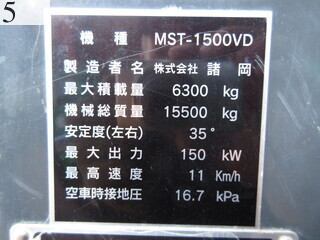 5
機種 MST-1500VD
製造者名 株式会社 諸岡
最大積載量 6300 kg
機械総質量 15500 kg
安定度(左右) 35°
最大出力 150 kW
最高速度 11 Km/h
空車時接地圧 16.7 kPa